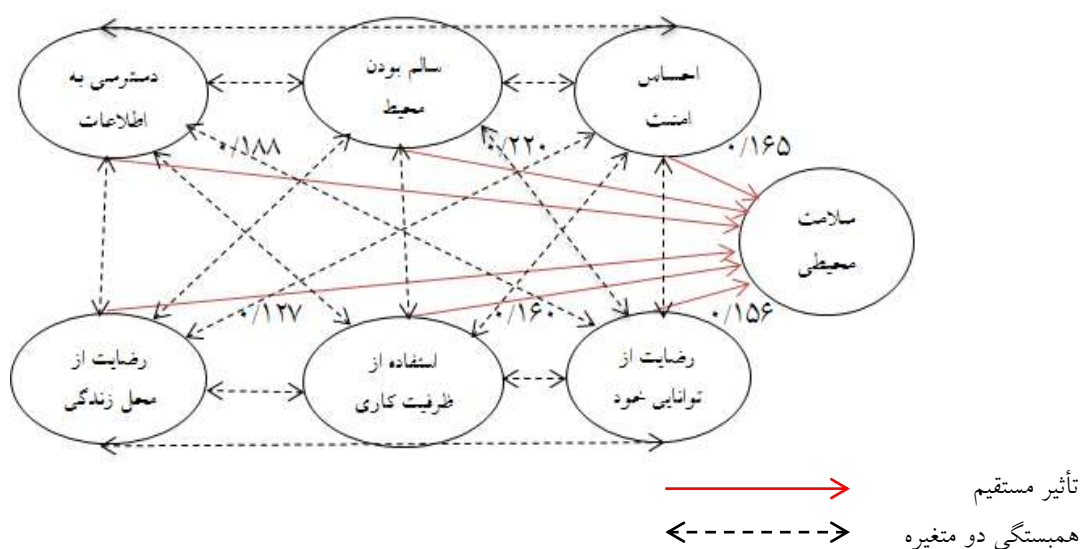 احساس
امنیت
سالم بودن
محیط
دسترسی به
اطلاعات
۰/۱۶۵
۰/۲۲۰
۰/۱۸۸
سلامت
محیطی
۰/۱۵۶
۰/۱۶۰
۰/۱۲۷
رضایت از
توانایی خود
استفاده از
ظرفیت کاری
رضایت از
محل زندگی
تأثیر مستقیم
همبستگی دو متغیره